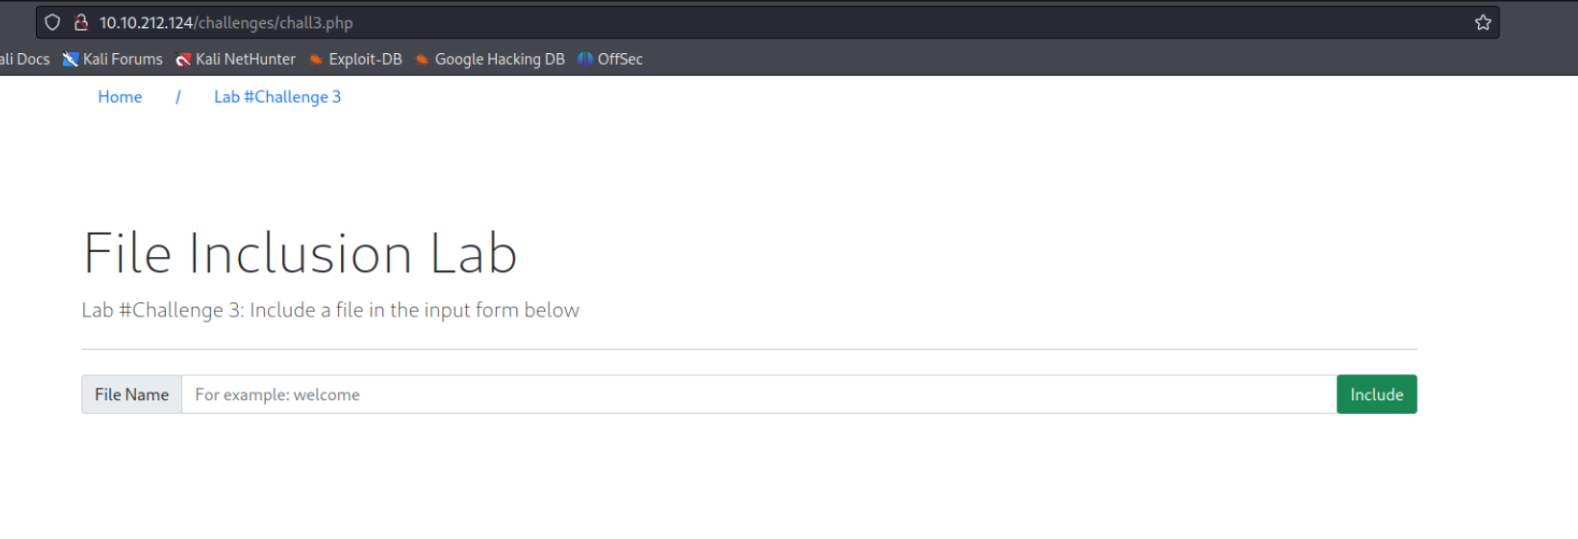 10.10.212.124/challenges/chall3.php
ali Docs Kali Forums Kali NetHunter Exploit-DB Google Hacking DB OffSec
Home / Lab #Challenge 3
File Inclusion Lab
Lab #Challenge 3: Include a file in the input form below
File Name For example: welcome Include